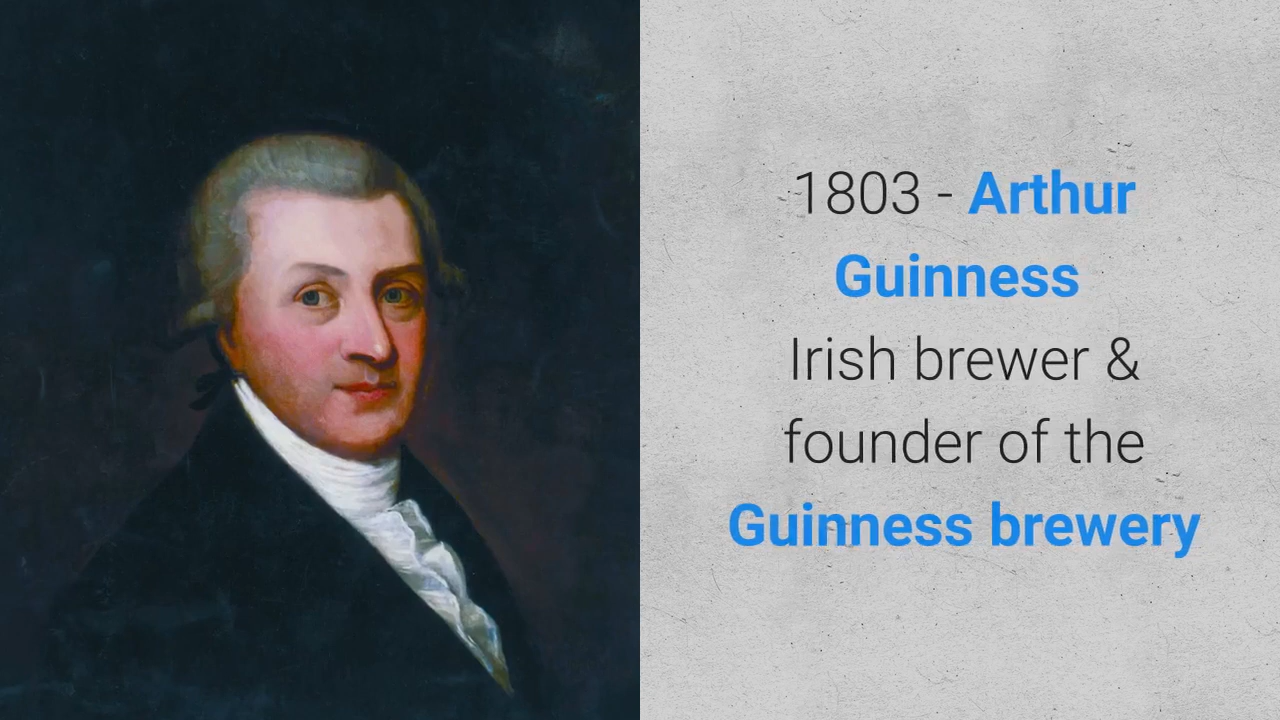 1803 - Arthur
Guinness
Irish brewer &
founder of the
Guinness brewery